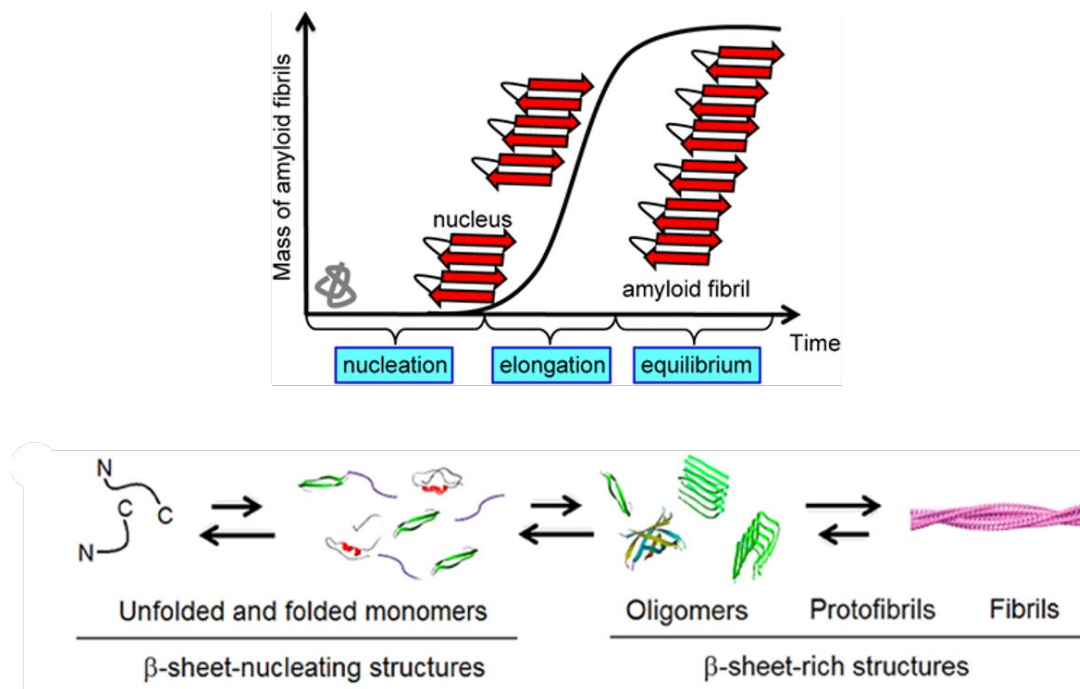 Mass of amyloid fibrils
nucleus
amyloid fibril
Time
nucleation
elongation
equilibrium
N
C
C
N
Unfolded and folded monomers
Oligomers
Protofibrils
Fibrils
β-sheet-nucleating structures
β-sheet-rich structures